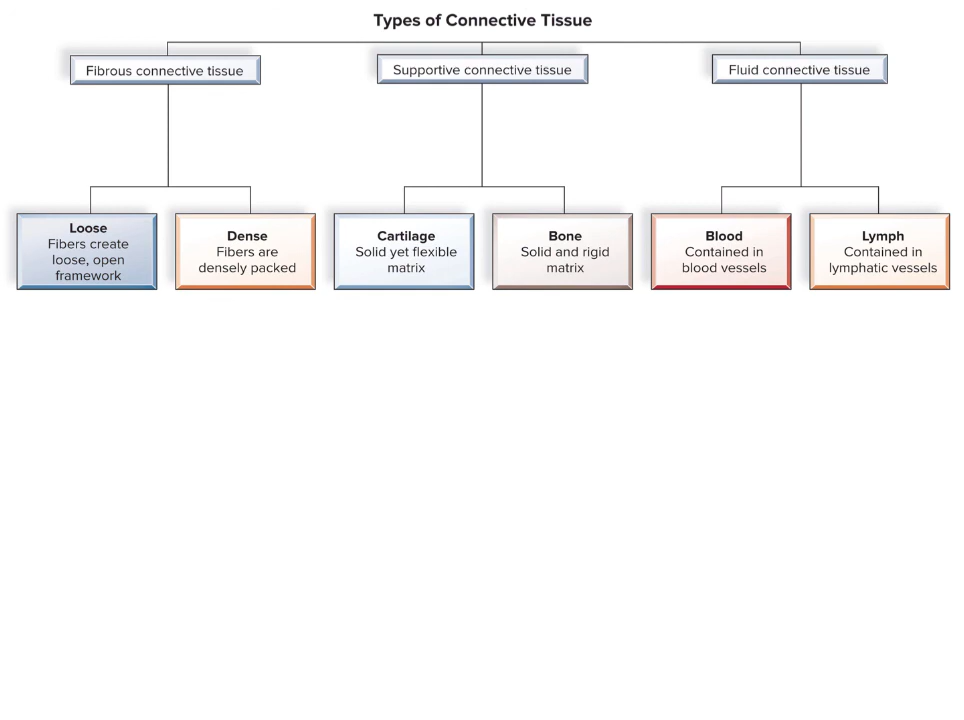 Types of Connective Tissue
Fibrous connective tissue
Supportive connective tissue
Fluid connective tissue
Loose
Fibers create
loose, open
framework
Dense
Fibers are
densely packed
Cartilage
Solid yet flexible
matrix
Bone
Solid and rigid
matrix
Blood
Contained in
blood vessels
Lymph
Contained in
lymphatic vessels